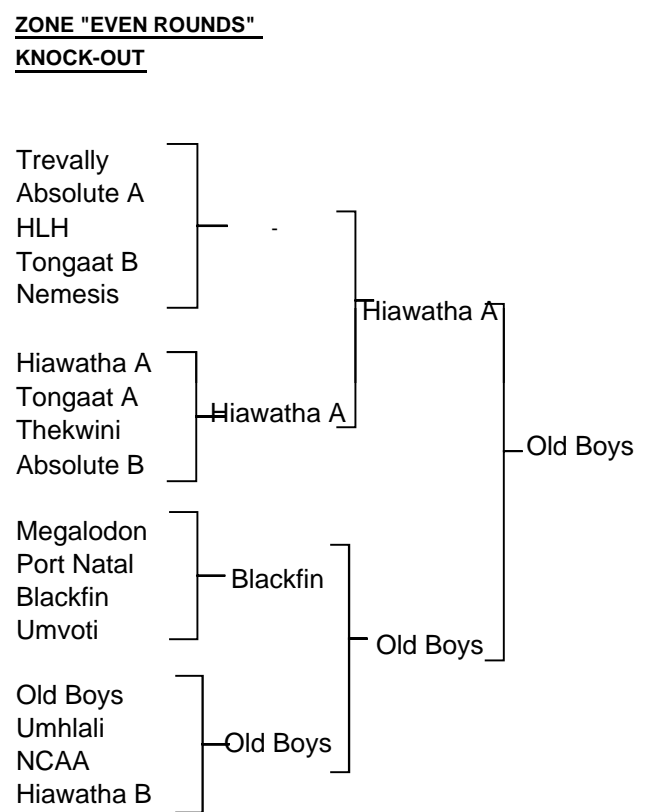 ZONE "EVEN ROUNDS"
KNOCK-OUT
Trevally
Absolute A
HLH
Tongaat B
Nemesis
-
Hiawatha A
Hiawatha A
Tongaat A
Thekwini
Absolute B
Hiawatha A
Old Boys
Megalodon
Port Natal
Blackfin
Umvoti
Blackfin
Old Boys
Old Boys
Umhlali
NCAA
Hiawatha B
Old Boys